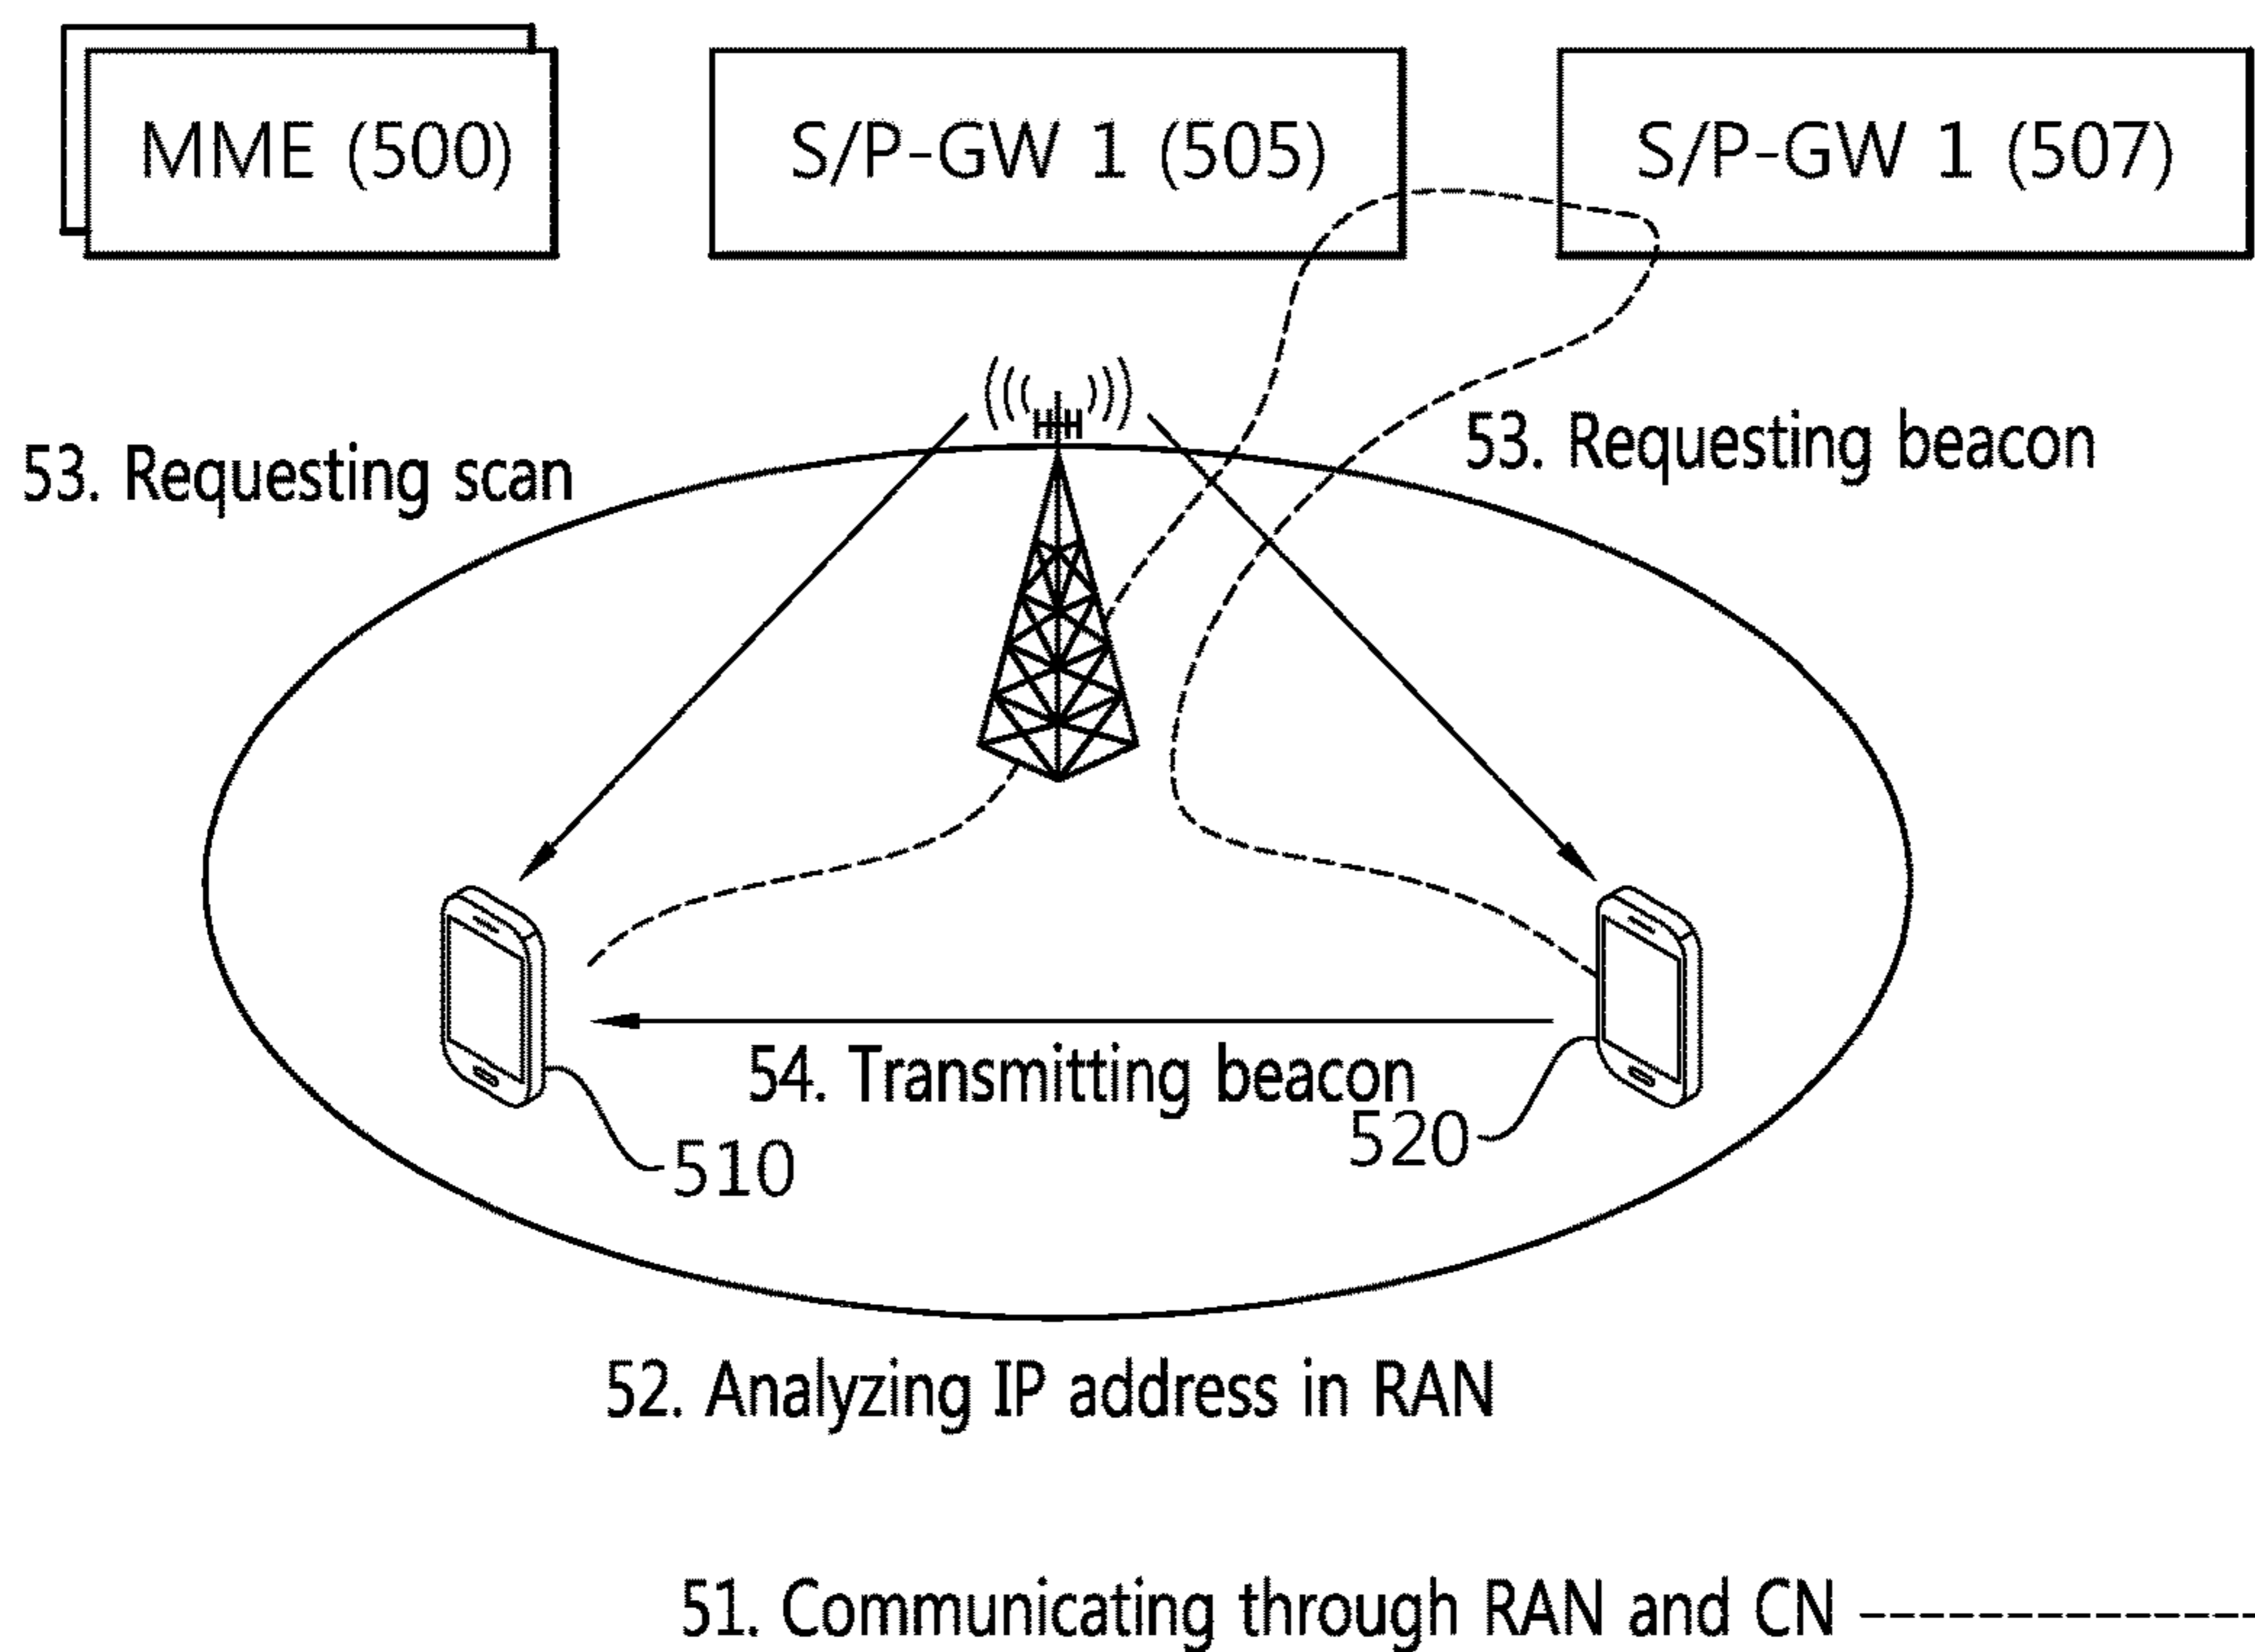 MME (500)
S/P-GW 1 (505)
S/P-GW 1 (507)
53. Requesting scan
53. Requesting beacon
54. Transmitting beacon
510
520
52. Analyzing IP address in RAN
51. Communicating through RAN and CN